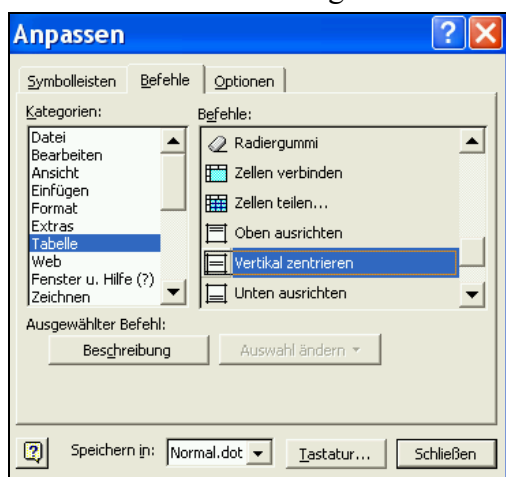 Anpassen
Symbolleisten Befehle Optionen
Kategorien:
Datei
Bearbeiten
Ansicht
Einfügen
Format
Extras
Tabelle
Web
Fenster u. Hilfe (?)
Zeichnen
Befehle:
Radiergummi
Zellen verbinden
Zellen teilen...
Oben ausrichten
Vertikal zentrieren
Unten ausrichten
Ausgewählter Befehl:
Beschreibung Auswahl ändern
Speichern in: Normal.dot Tastatur... Schließen